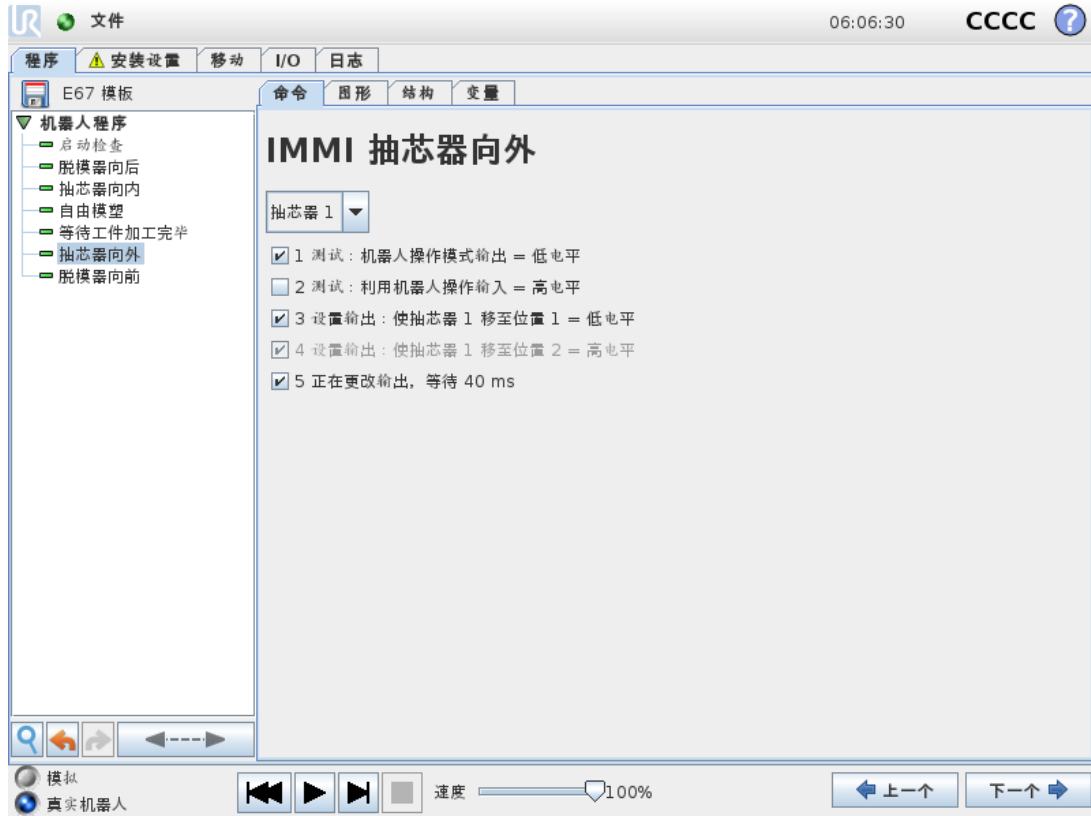 UR 文件 06:06:30 CCCC ?
程序 安装设置 移动 I/O 日志
E67 模板
命令 图形 结构 变量
机器人程序
启动检查
脱模器向后
抽芯器向内
自由模塑
等待工件加工完毕
抽芯器向外
脱模器向前
IMMI 抽芯器向外
抽芯器 1
1 测试：机器人操作模式输出 = 低电平
2 测试：利用机器人操作输入 = 高电平
3 设置输出：使抽芯器 1 移至位置 1 = 低电平
4 设置输出：使抽芯器 1 移至位置 2 = 高电平
5 正在更改输出，等待 40 ms
模拟
真实机器人
速度 100%
上一个 下一个